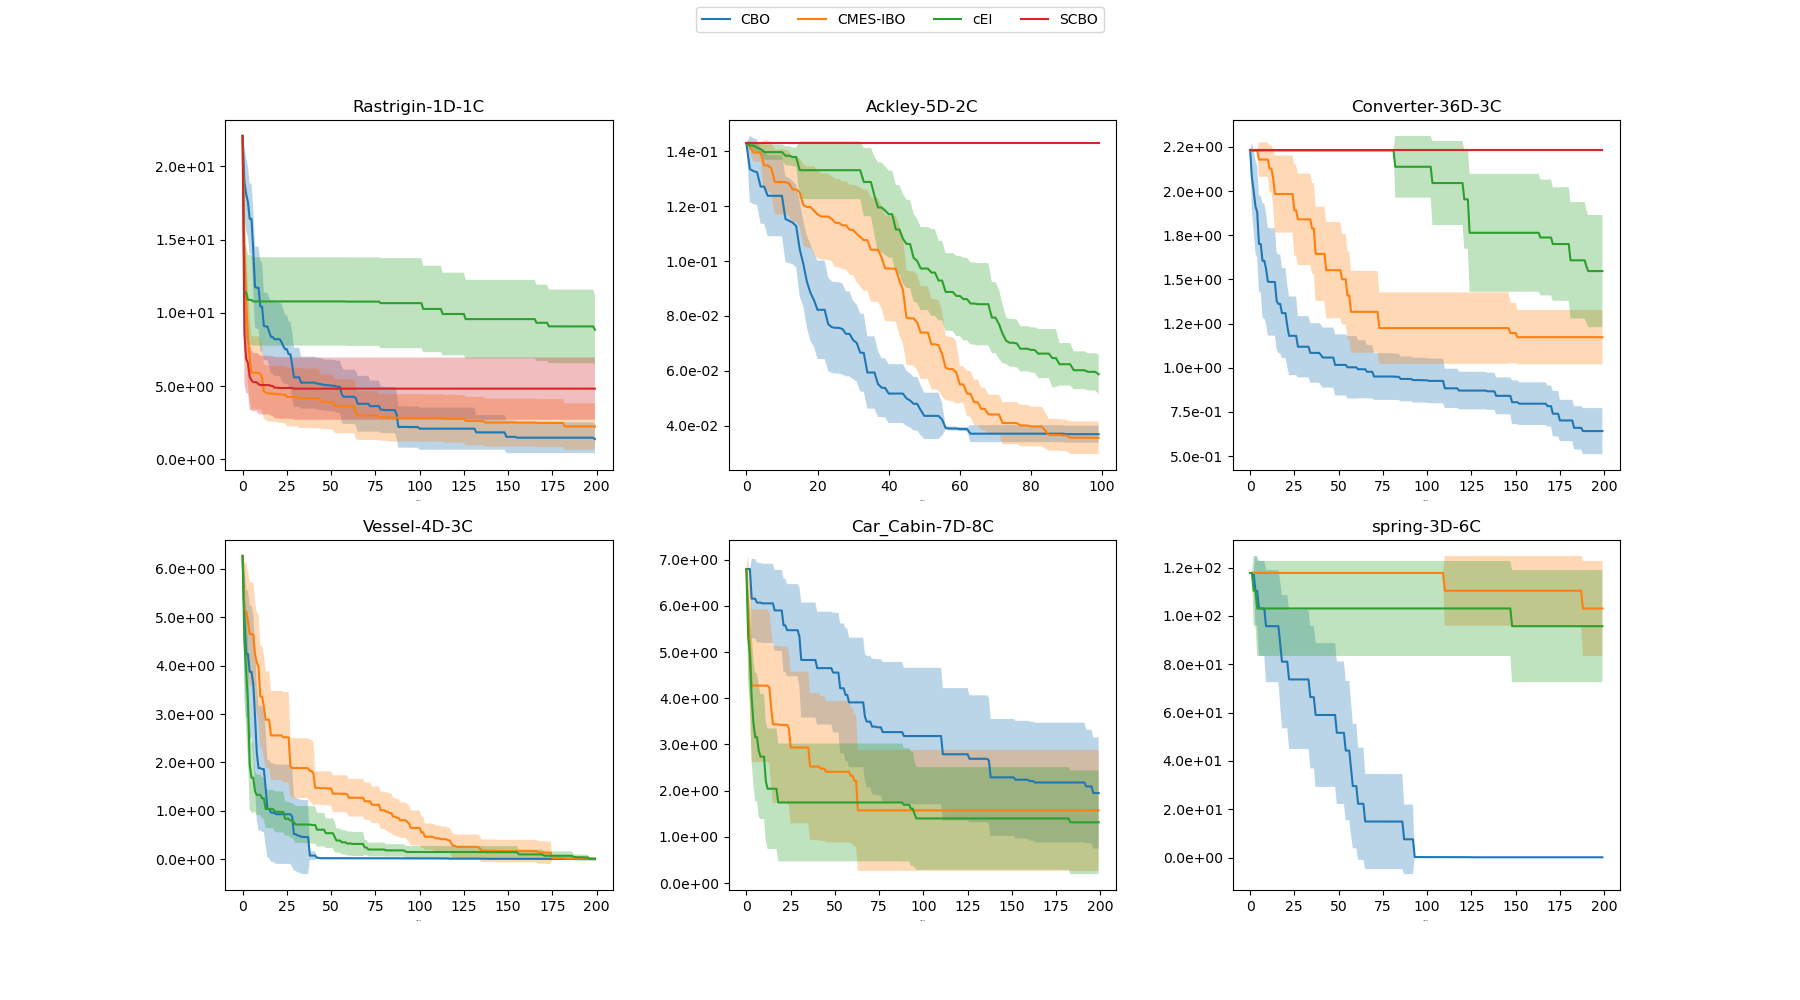 CBO CMES-IBO cEI SCBO
Rastrigin-1D-1C Ackley-5D-2C Converter-36D-3C
2.0e+01
1.5e+01
1.0e+01
5.0e+00
0.0e+00
0 25 50 75 100 125 150 175 200
1.4e-01
1.2e-01
1.0e-01
8.0e-02
6.0e-02
4.0e-02
0 20 40 60 80 100
2.2e+00
2.0e+00
1.8e+00
1.5e+00
1.2e+00
1.0e+00
7.5e-01
5.0e-01
0 25 50 75 100 125 150 175 200
Vessel-4D-3C Car_Cabin-7D-8C spring-3D-6C
6.0e+00
5.0e+00
4.0e+00
3.0e+00
2.0e+00
1.0e+00
0.0e+00
0 25 50 75 100 125 150 175 200
7.0e+00
6.0e+00
5.0e+00
4.0e+00
3.0e+00
2.0e+00
1.0e+00
0.0e+00
0 25 50 75 100 125 150 175 200
1.2e+02
1.0e+02
8.0e+01
6.0e+01
4.0e+01
2.0e+01
0.0e+00
0 25 50 75 100 125 150 175 200